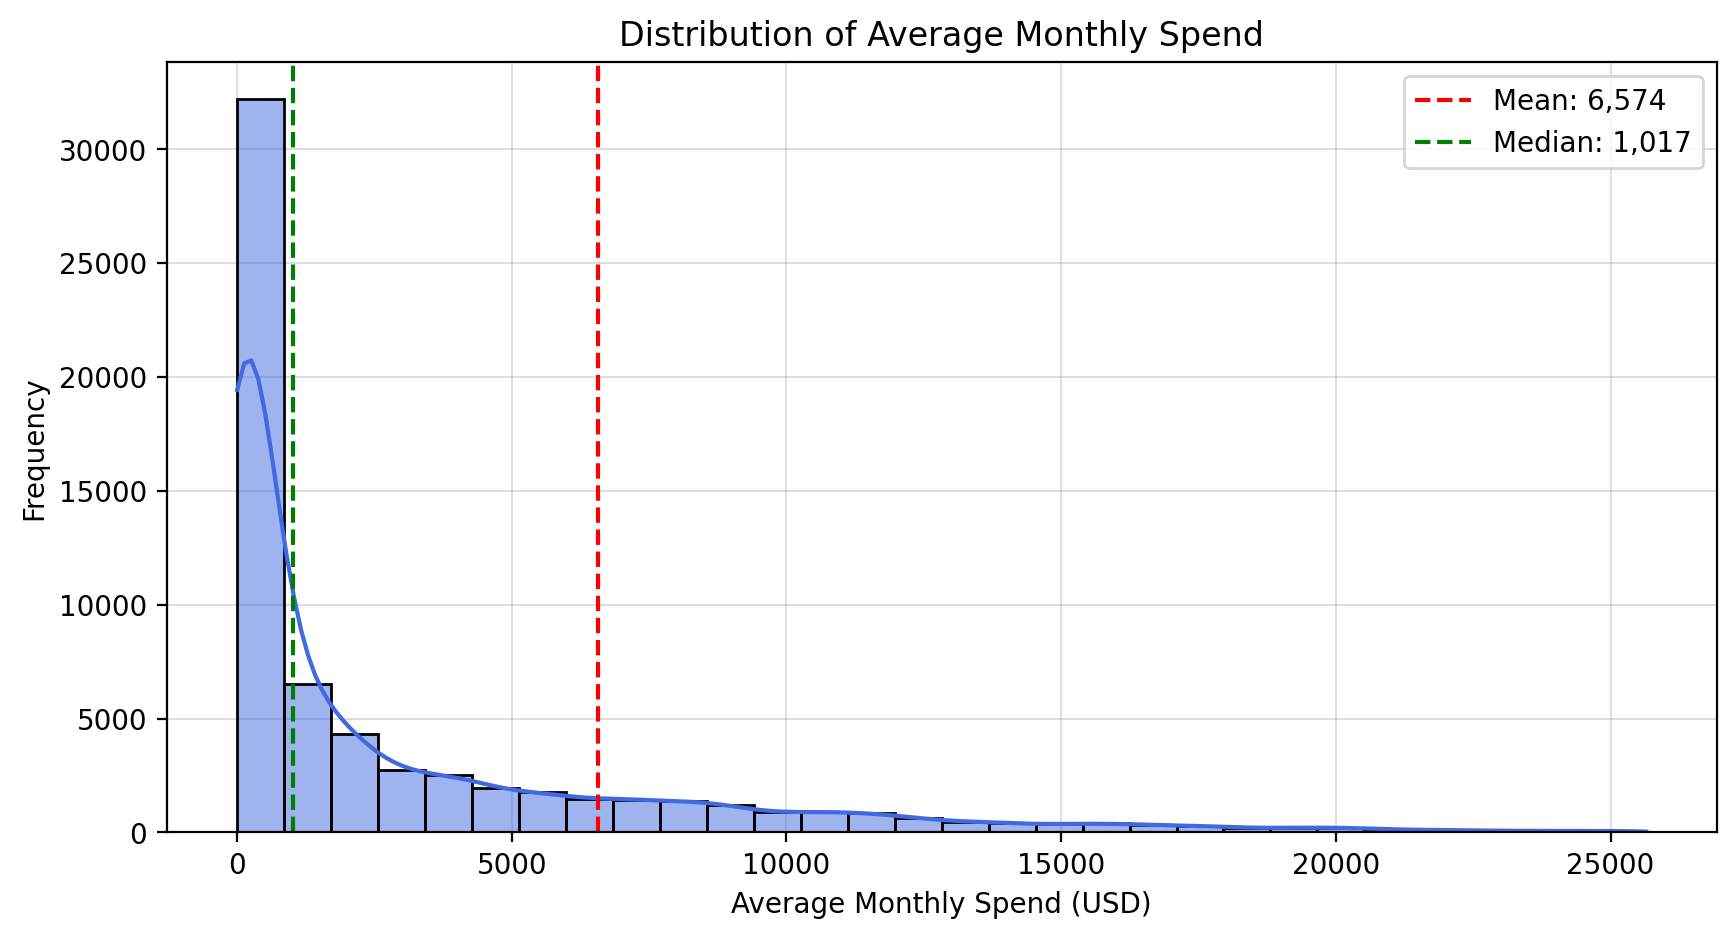 Distribution of Average Monthly Spend
Mean: 6,574
Median: 1,017
Frequency
30000
25000
20000
15000
10000
5000
0
0 5000 10000 15000 20000 25000
Average Monthly Spend (USD)